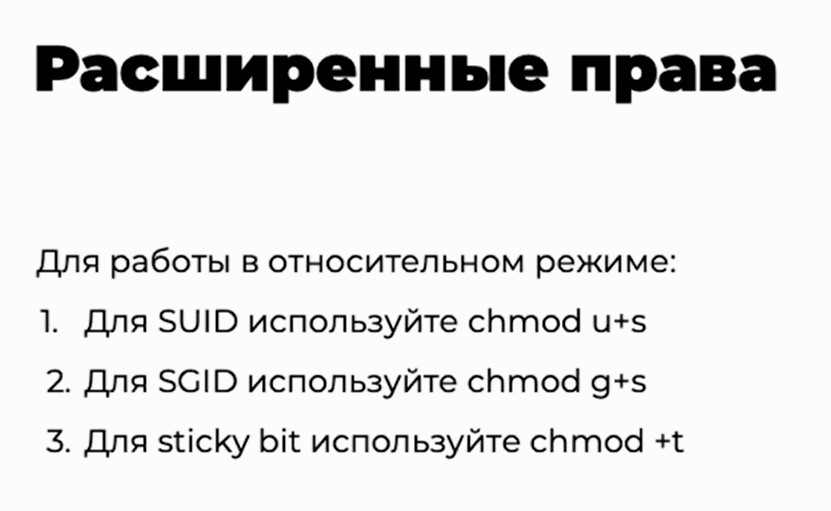 Расширенные права
Для работы в относительном режиме:
1. Для SUID используйте chmod u+s
2. Для SGID используйте chmod g+s
3. Для sticky bit используйте chmod +t